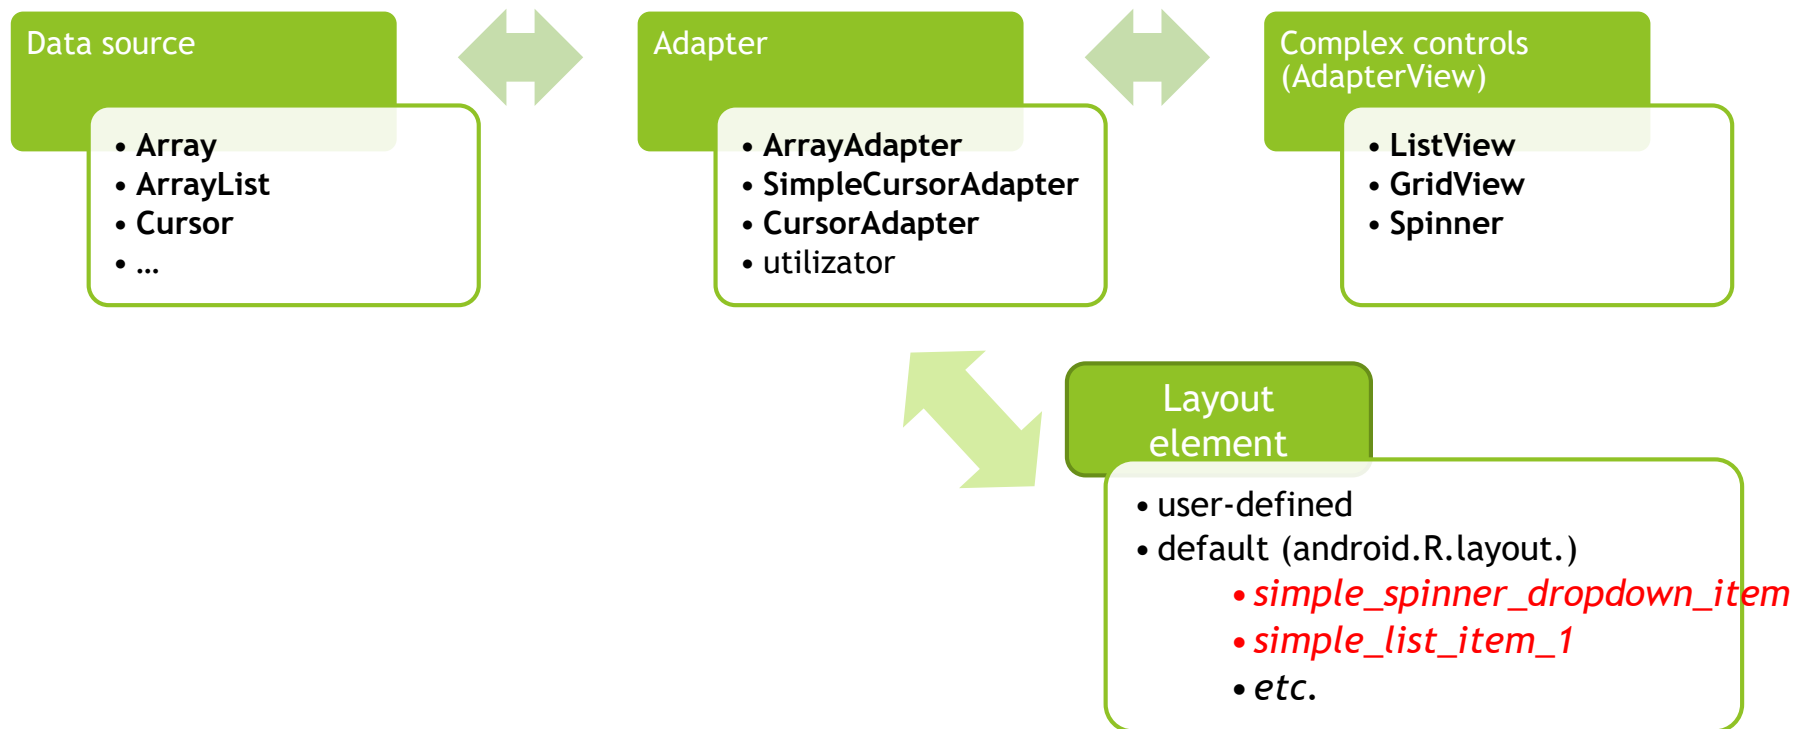 Data source
• Array
• ArrayList
• Cursor
• …
Adapter
• ArrayAdapter
• SimpleCursorAdapter
• CursorAdapter
• utilizator
Complex controls
(AdapterView)
• ListView
• GridView
• Spinner
Layout
element
• user-defined
• default (android.R.layout.)
• simple_spinner_dropdown_item
• simple_list_item_1
• etc.